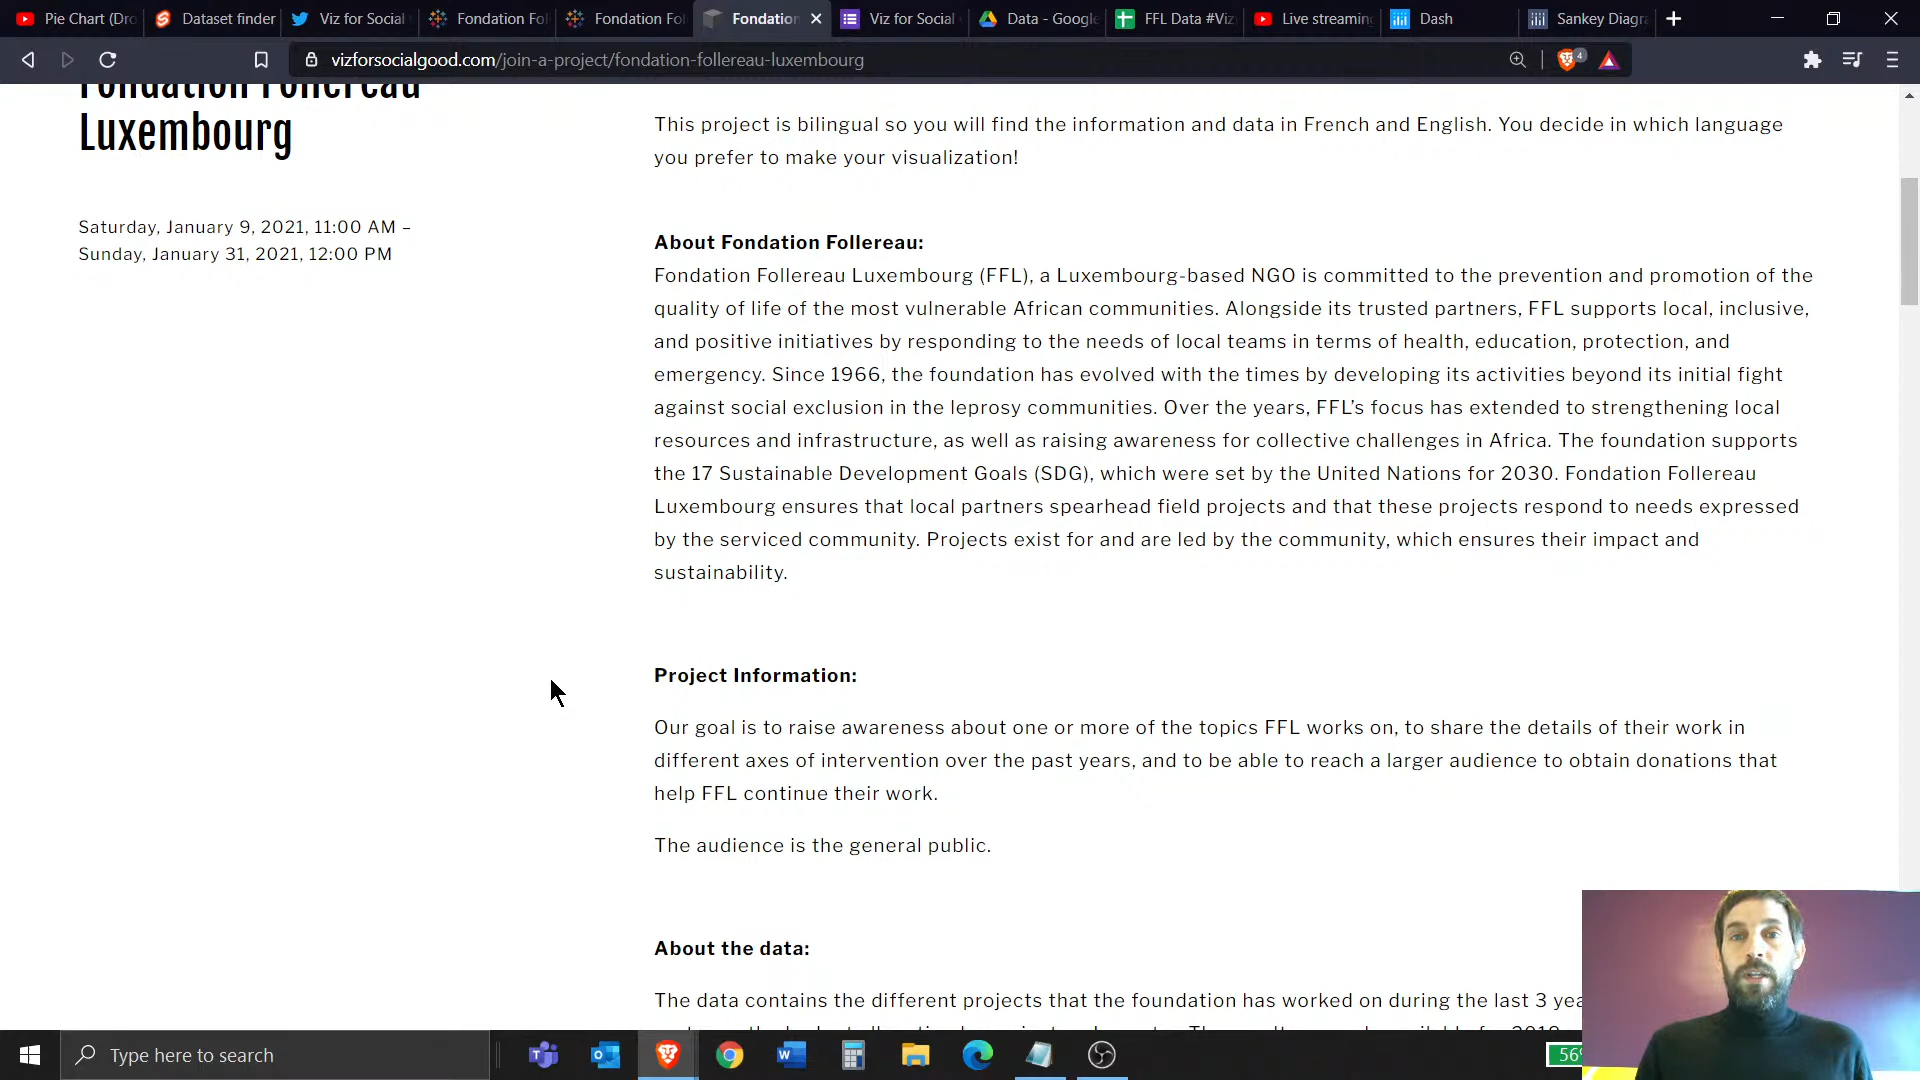 Pie Chart (Dro
Dataset finder
Viz for Social
Fondation Fol
Fondation Fol
Fondation
Viz for Social
Data - Google
FFL Data #Viz
Live streaming
Dash
Sankey Diagra
vizforsocialgood.com/join-a-project/fondation-follereau-luxembourg
4
Fondation Follereau
Luxembourg
Saturday, January 9, 2021, 11:00 AM –
Sunday, January 31, 2021, 12:00 PM
This project is bilingual so you will find the information and data in French and English. You decide in which language
you prefer to make your visualization!
About Fondation Follereau:
Fondation Follereau Luxembourg (FFL), a Luxembourg-based NGO is committed to the prevention and promotion of the
quality of life of the most vulnerable African communities. Alongside its trusted partners, FFL supports local, inclusive,
and positive initiatives by responding to the needs of local teams in terms of health, education, protection, and
emergency. Since 1966, the foundation has evolved with the times by developing its activities beyond its initial fight
against social exclusion in the leprosy communities. Over the years, FFL's focus has extended to strengthening local
resources and infrastructure, as well as raising awareness for collective challenges in Africa. The foundation supports
the 17 Sustainable Development Goals (SDG), which were set by the United Nations for 2030. Fondation Follereau
Luxembourg ensures that local partners spearhead field projects and that these projects respond to needs expressed
by the serviced community. Projects exist for and are led by the community, which ensures their impact and
sustainability.
Project Information:
Our goal is to raise awareness about one or more of the topics FFL works on, to share the details of their work in
different axes of intervention over the past years, and to be able to reach a larger audience to obtain donations that
help FFL continue their work.
The audience is the general public.
About the data:
The data contains the different projects that the foundation has worked on during the last 3 yea
Type here to search
56%